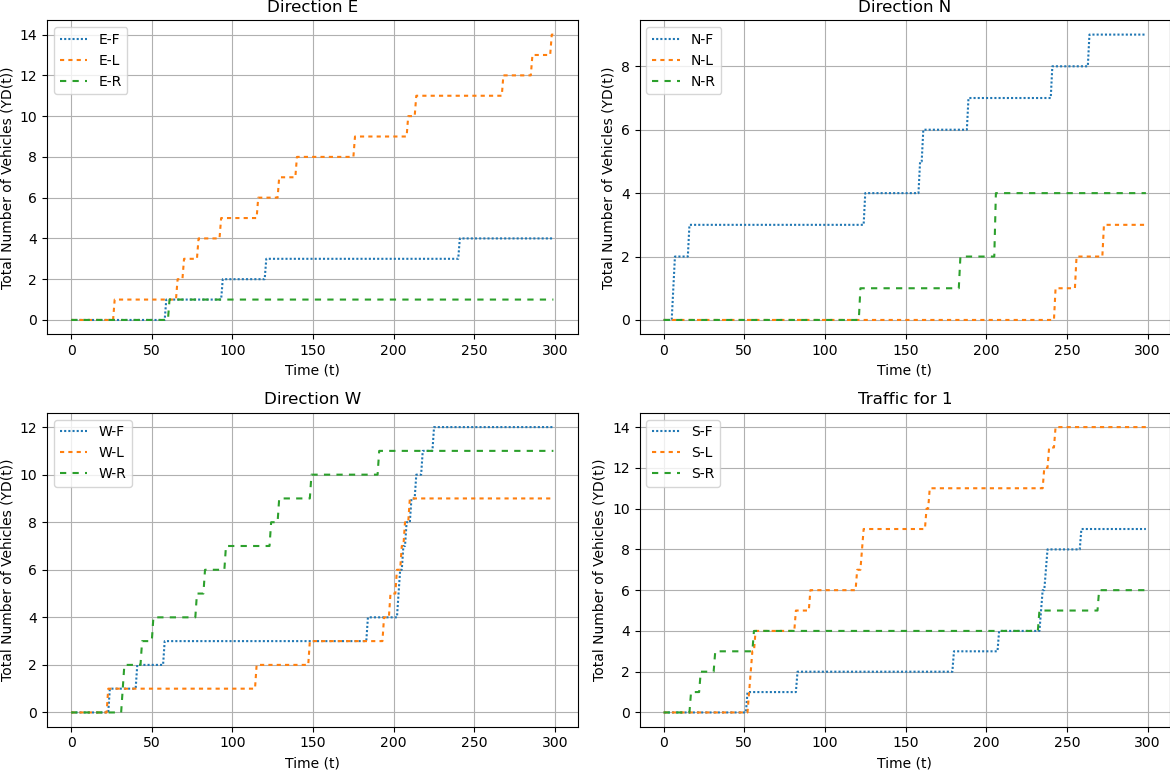 Direction E
Total Number of Vehicles (YD(t))
14
12
10
8
6
4
2
0
E-F
E-L
E-R
0 50 100 150 200 250 300
Time (t)
Direction N
Total Number of Vehicles (YD(t))
8
6
4
2
0
N-F
N-L
N-R
0 50 100 150 200 250 300
Time (t)
Direction W
Total Number of Vehicles (YD(t))
12
10
8
6
4
2
0
W-F
W-L
W-R
0 50 100 150 200 250 300
Time (t)
Traffic for 1
Total Number of Vehicles (YD(t))
14
12
10
8
6
4
2
0
S-F
S-L
S-R
0 50 100 150 200 250 300
Time (t)